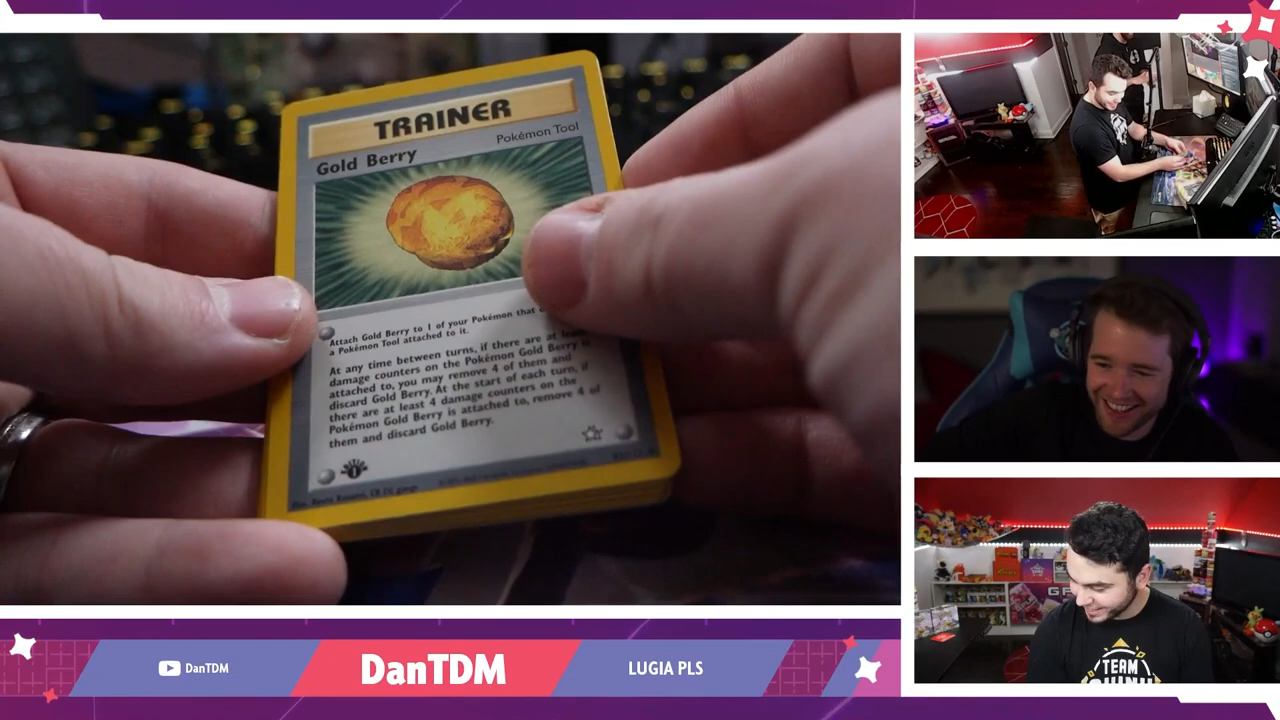 TRAINER
Pokémon Tool
Gold Berry
Attach Gold Berry to 1 of your Pokémon that
a Pokémon Tool attached to it.
At any time between turns, if there are at least
damage counters on the Pokémon Gold Berry is
attached to, you may remove 4 of them and
discard Gold Berry. At the start of each turn, if
there are at least 4 damage counters on the
Pokémon Gold Berry is attached to, remove 4 of
them and discard Gold Berry.
1
DanTDM
DanTDM
LUGIA PLS
TEAM